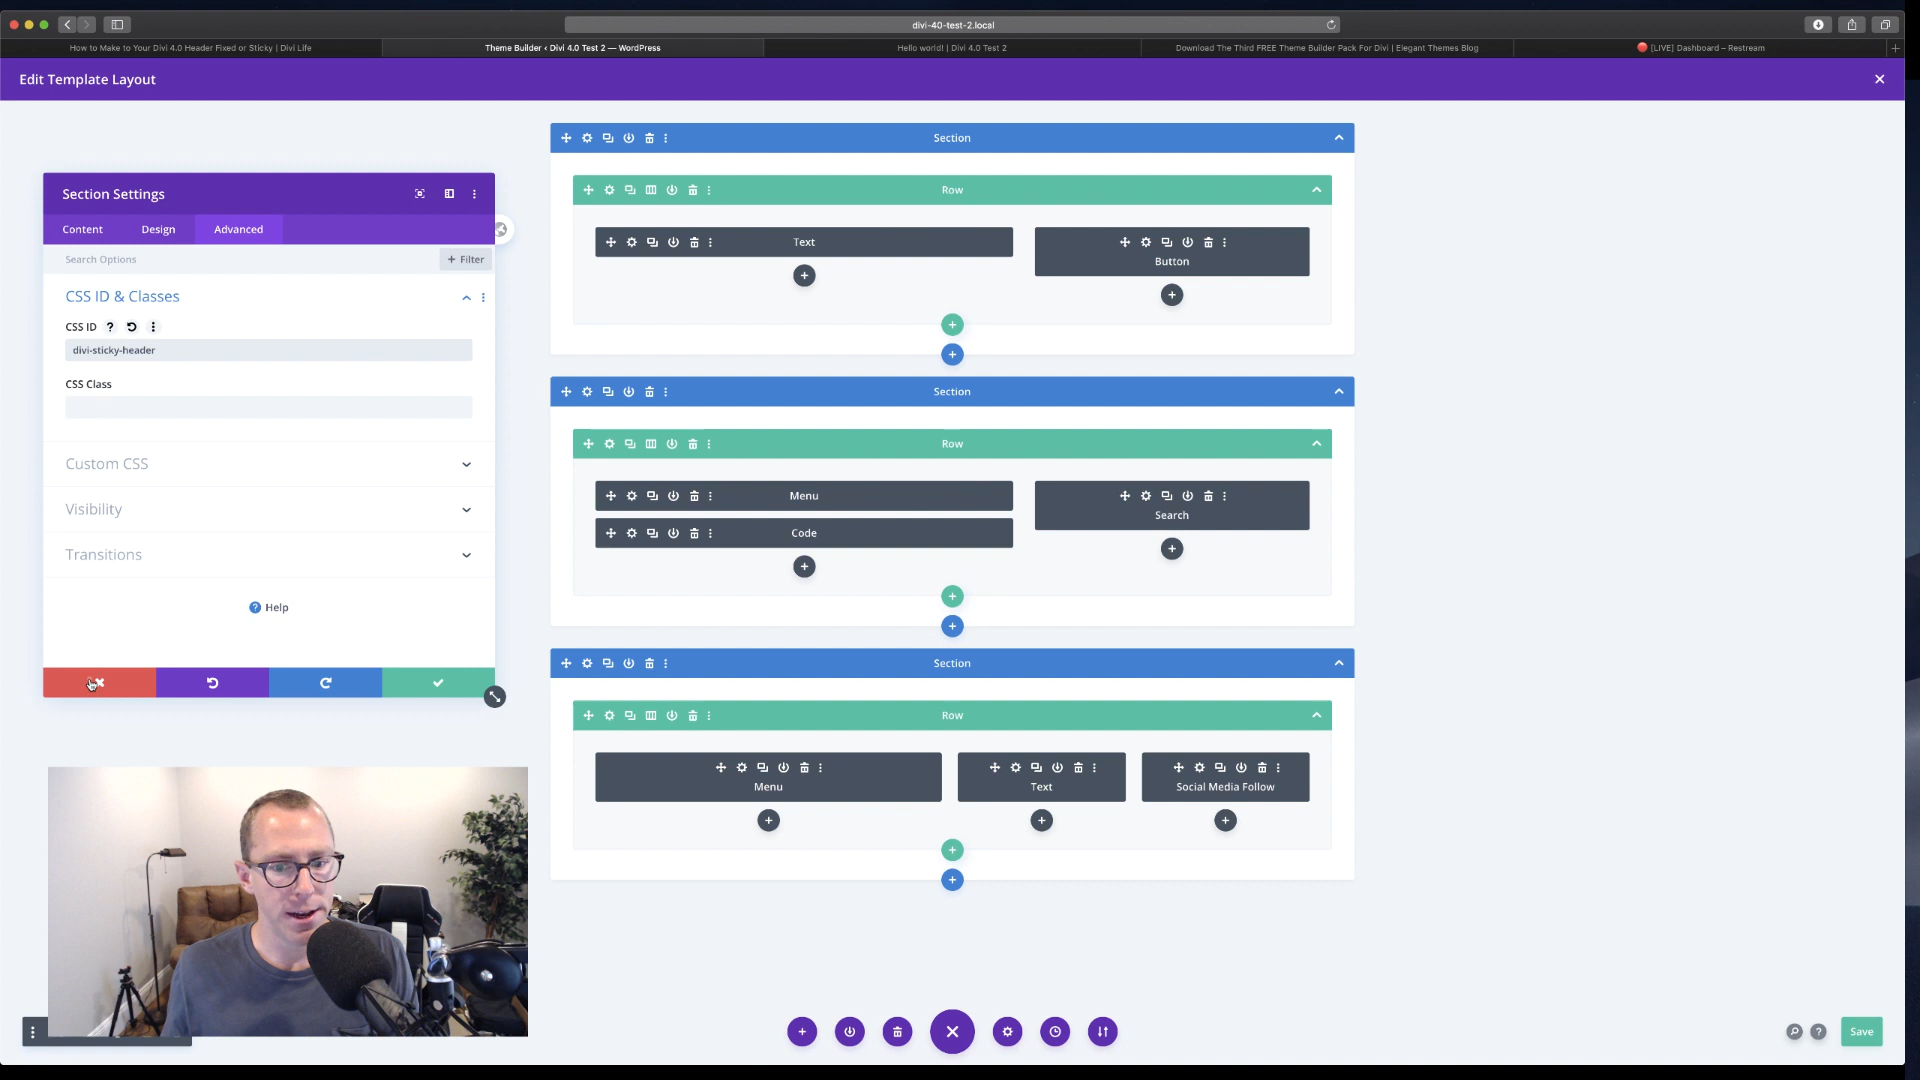 divi-40-test-2.local
How to Make to Your Divi 4.0 Header Fixed or Sticky | Divi Life
Theme Builder ‹ Divi 4.0 Test 2 — WordPress
Hello world! | Divi 4.0 Test 2
Download The Third FREE Theme Builder Pack For Divi | Elegant Themes Blog
[LIVE] Dashboard – Restream
Edit Template Layout
Section Settings
Content
Design
Advanced
Search Options
+ Filter
CSS ID & Classes
CSS ID
divi-sticky-header
CSS Class
Custom CSS
Visibility
Transitions
Help
Section
Row
Text
Button
Section
Row
Menu
Code
Search
Section
Row
Menu
Text
Social Media Follow
Save